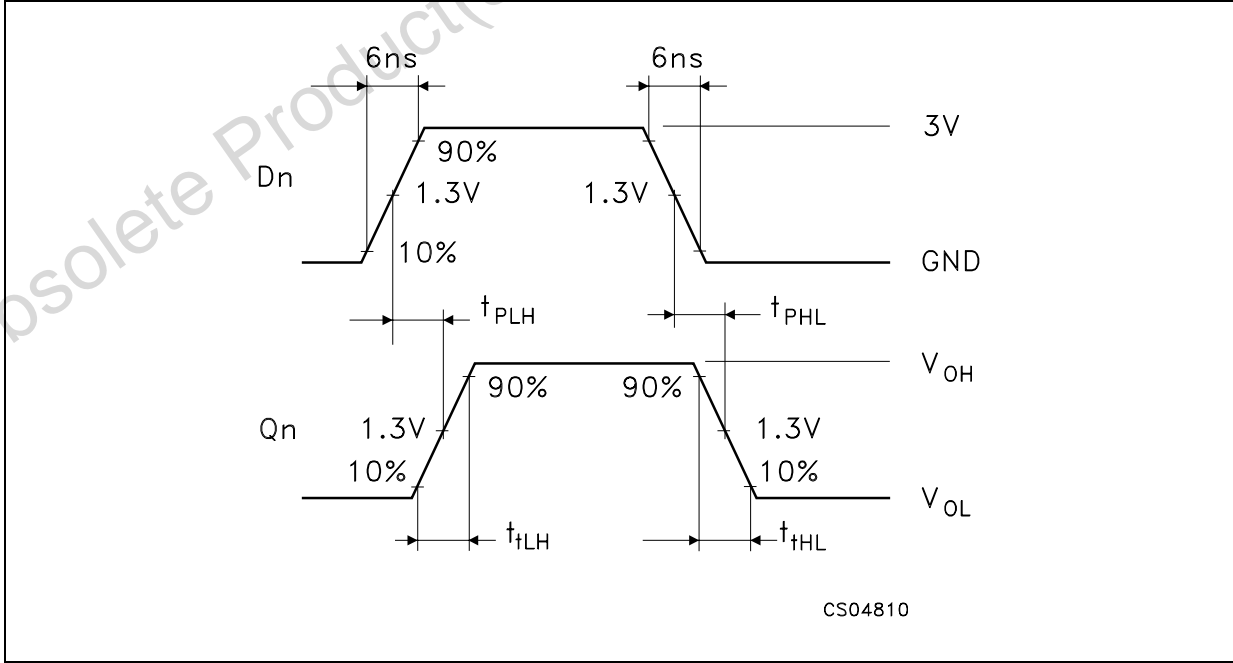 bsolete Product(
6ns 6ns
3V
90%
Dn
1.3V 1.3V
10%
GND
tPLH tPHL
VOH
90% 90%
Qn
1.3V 1.3V
10% 10%
VOL
ttLH ttHL
CS04810